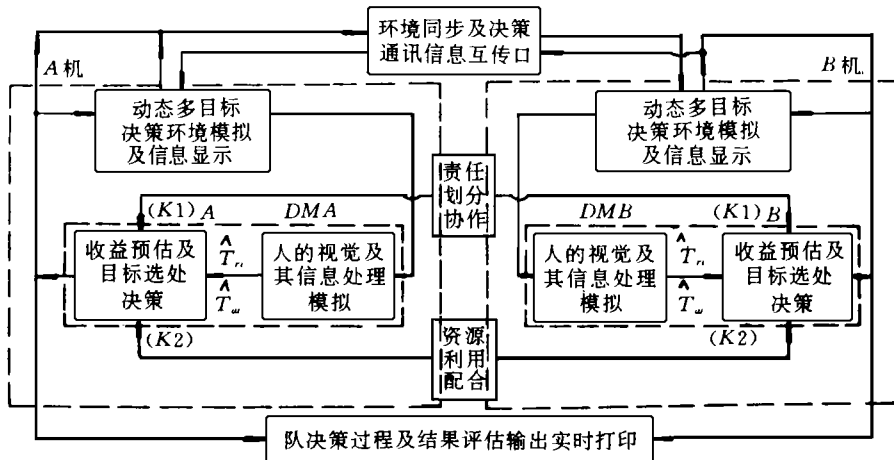 环境同步及决策
通讯信息互传口
A机
B机
动态多目标
决策环境模拟
及信息显示
动态多目标
决策环境模拟
及信息显示
责任
划分
协作
(K1)A
DMA
DMB
(K1)B
收益预估及
目标选处
决策
T̂
T̂
人的视觉及
其信息处理
模拟
人的视觉及
其信息处理
模拟
T̂
T̂
收益预估及
目标选处
决策
(K2)
(K2)
资源
利用
配合
队决策过程及结果评估输出实时打印